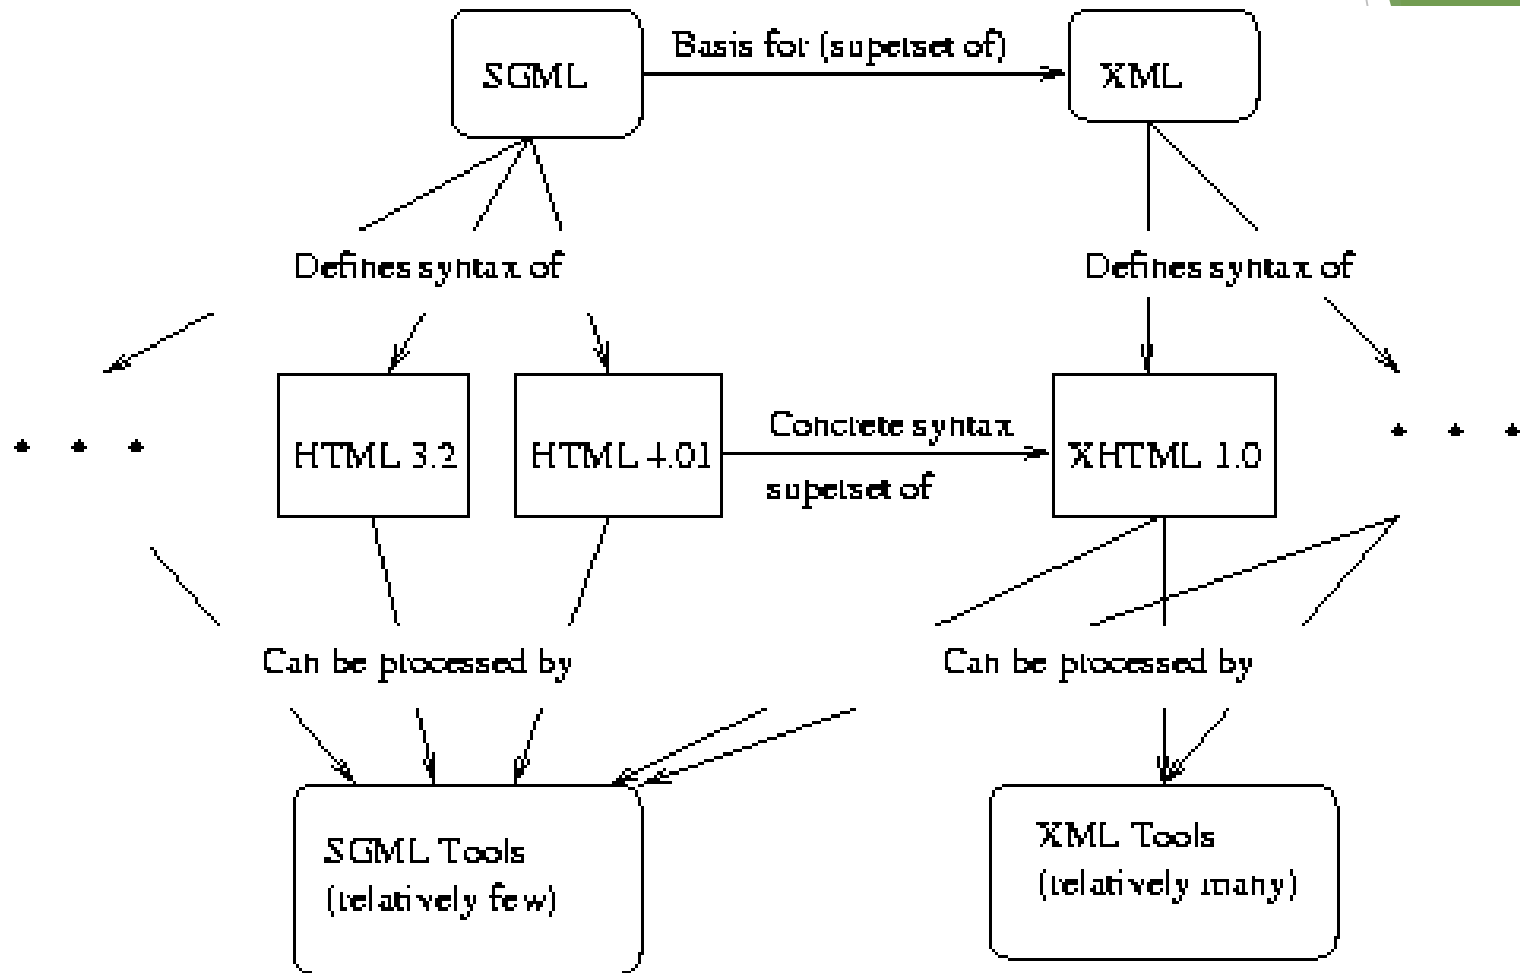 Basis for (superset of)
SGML
XML
Defines syntax of
Defines syntax of
. . .
HTML 3.2
HTML 4.01
Concrete syntax
superset of
XHTML 1.0
. . .
Can be processed by
Can be processed by
SGML Tools
(relatively few)
XML Tools
(relatively many)